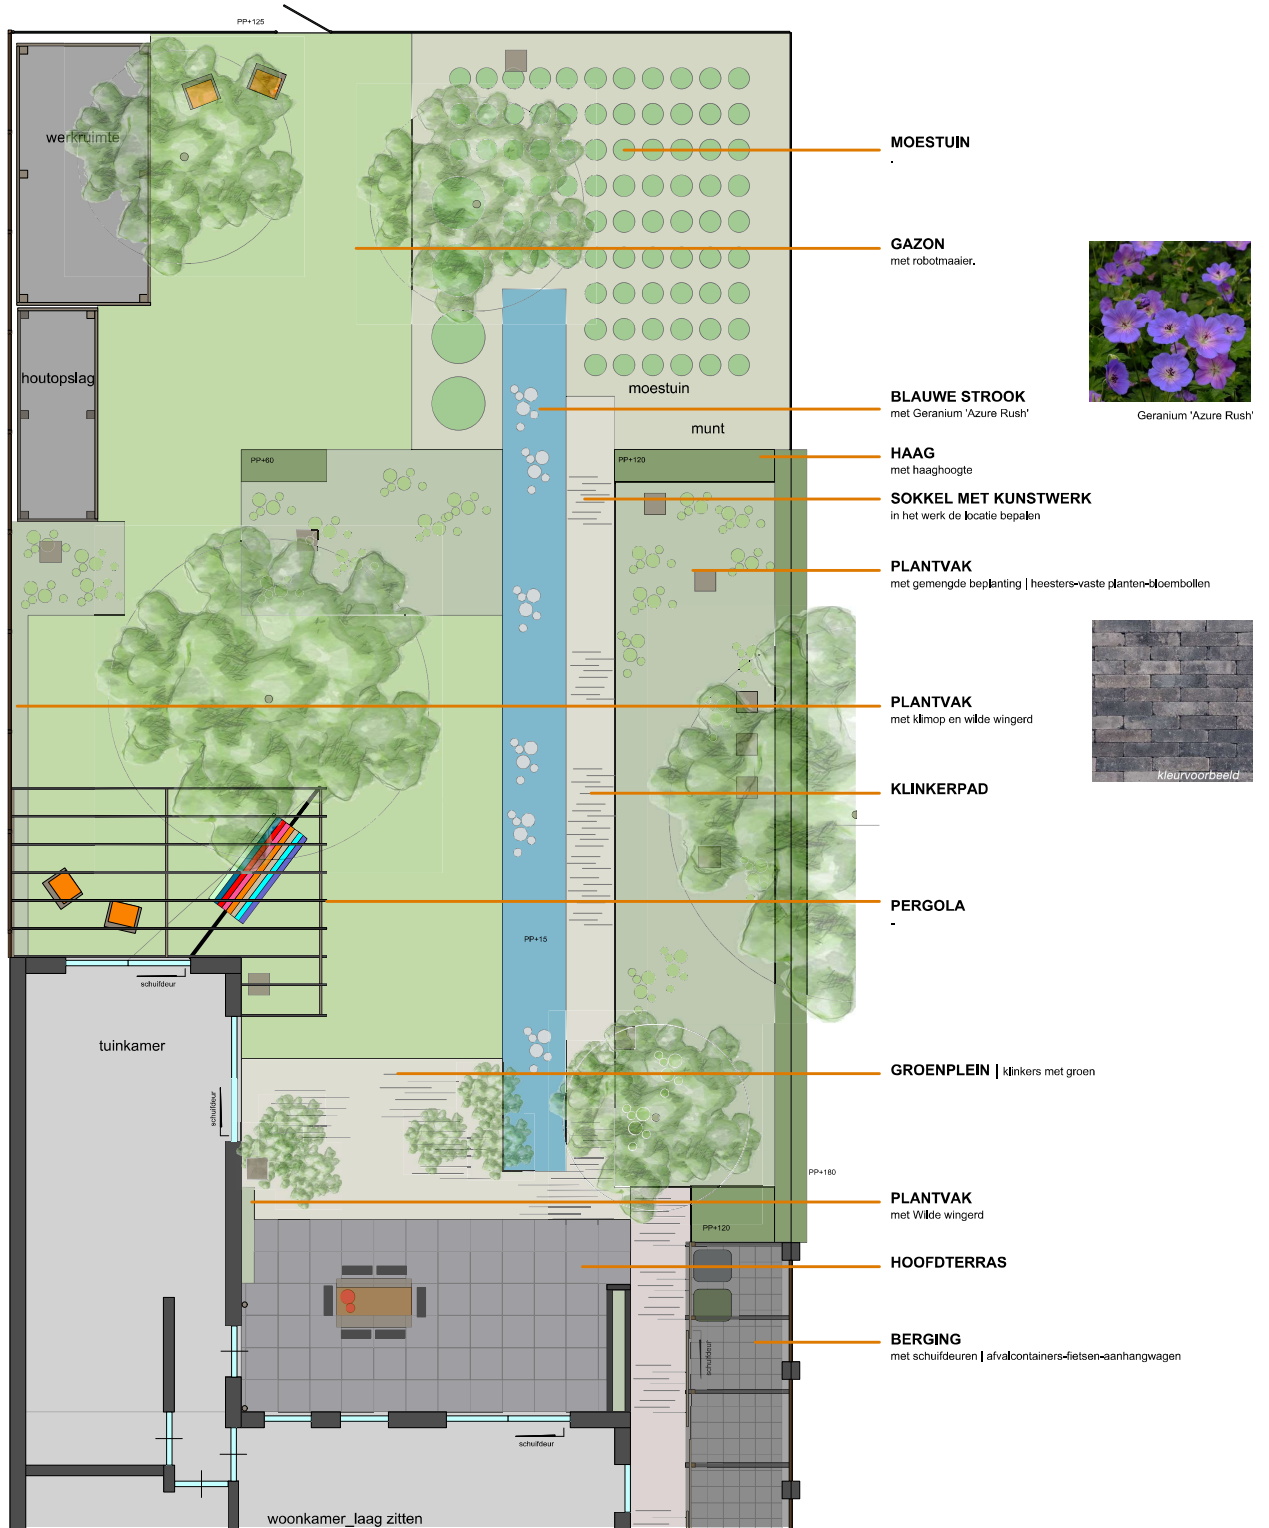 PP+125
werkruimte
MOESTUIN
.
GAZON
met robotmaaier.
houtopslag
moestuin
BLAUWE STROOK
met Geranium 'Azure Rush'
Geranium 'Azure Rush'
munt
HAAG
met haaghoogte
PP+60
PP+120
SOKKEL MET KUNSTWERK
in het werk de locatie bepalen
PLANTVAK
met gemengde beplanting | heesters-vaste planten-bloembollen
PLANTVAK
met klimop en wilde wingerd
kleurvoorbeeld
KLINKERPAD
PERGOLA
-
PP+15
schuifdeur
tuinkamer
GROENPLEIN | klinkers met groen
schuifdeur
PP+180
PLANTVAK
met Wilde wingerd
PP+120
HOOFDTERRAS
BERGING
met schuifdeuren | afvalcontainers-fietsen-aanhangwagen
schuifdeur
schuifdeur
woonkamer_laag zitten